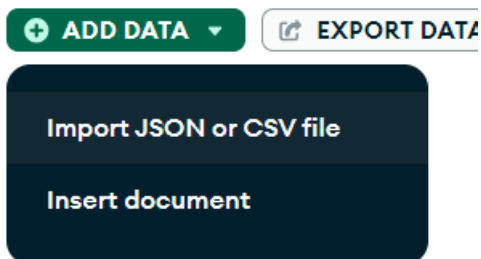 ADD DATA
EXPORT DATA
Import JSON or CSV file
Insert document